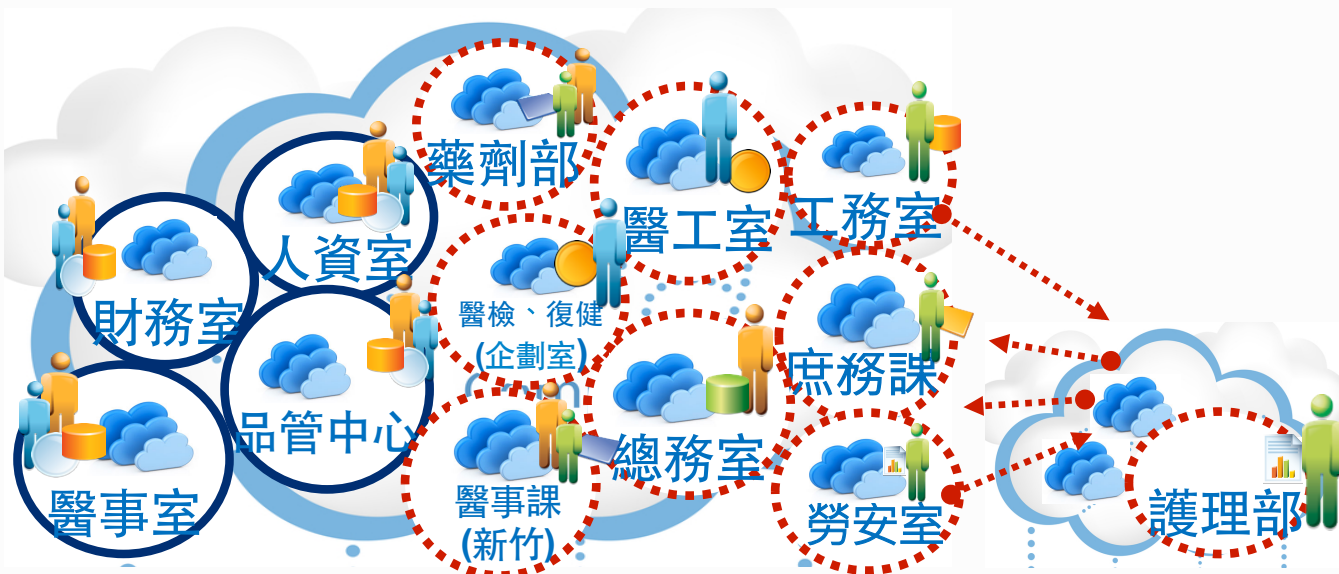 藥劑部
醫工室
工務室
人資室
財務室
醫檢、復健
(企劃室)
庶務課
品管中心
總務室
醫事室
醫事課
(新竹)
勞安室
護理部